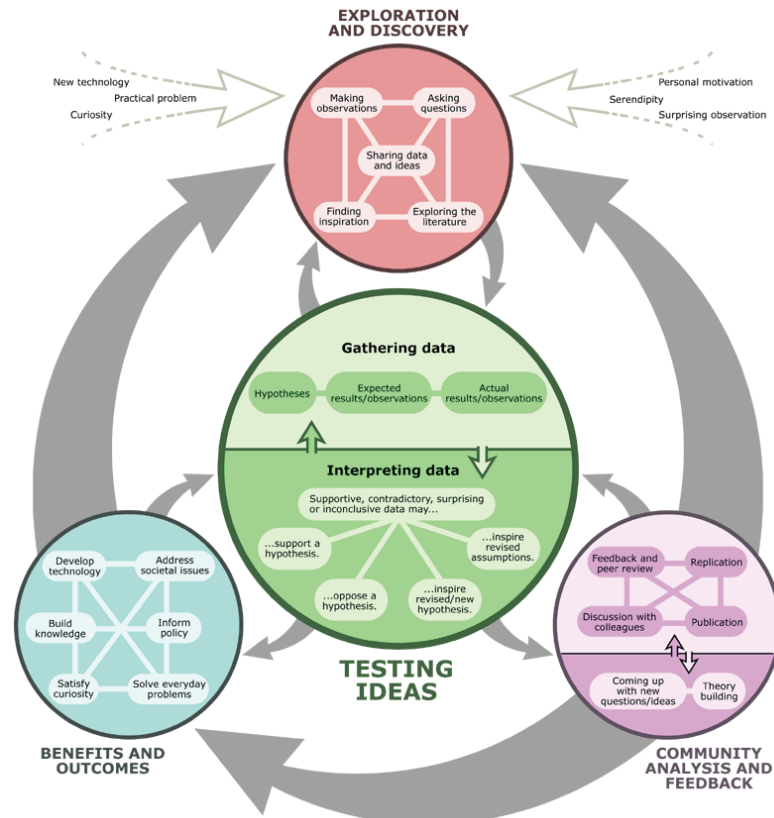 EXPLORATION
AND DISCOVERY
New technology
Practical problem
Curiosity
Personal motivation
Serendipity
Surprising observation
Making
observations
Asking
questions
Sharing data
and ideas
Finding
inspiration
Exploring the
literature
Gathering data
Hypotheses
Expected
results/observations
Actual
results/observations
Interpreting data
Supportive, contradictory, surprising
or inconclusive data may...
...support a
hypothesis.
...inspire
revised
assumptions.
...oppose a
hypothesis.
...inspire
revised/new
hypothesis.
TESTING
IDEAS
Develop
technology
Address
societal issues
Build
knowledge
Inform
policy
Satisfy
curiosity
Solve everyday
problems
BENEFITS AND
OUTCOMES
Feedback and
peer review
Replication
Discussion with
colleagues
Publication
Coming up
with new
questions/ideas
Theory
building
COMMUNITY
ANALYSIS AND
FEEDBACK